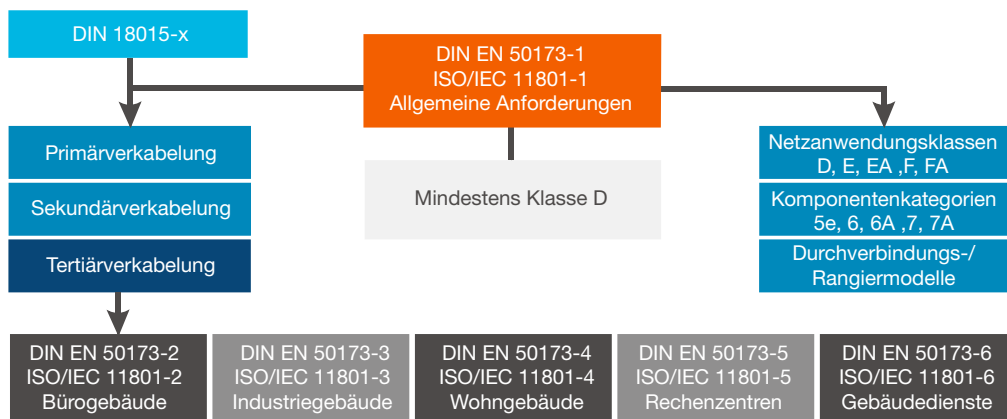 DIN 18015-x
DIN EN 50173-1
ISO/IEC 11801-1
Allgemeine Anforderungen
Primärverkabelung
Sekundärverkabelung
Tertiärverkabelung
Mindestens Klasse D
Netzanwendungsklassen
D, E, EA ,F, FA
Komponentenkategorien
5e, 6, 6A ,7, 7A
Durchverbindungs-/
Rangiermodelle
DIN EN 50173-2
ISO/IEC 11801-2
Bürogebäude
DIN EN 50173-3
ISO/IEC 11801-3
Industriegebäude
DIN EN 50173-4
ISO/IEC 11801-4
Wohngebäude
DIN EN 50173-5
ISO/IEC 11801-5
Rechenzentren
DIN EN 50173-6
ISO/IEC 11801-6
Gebäudedienste